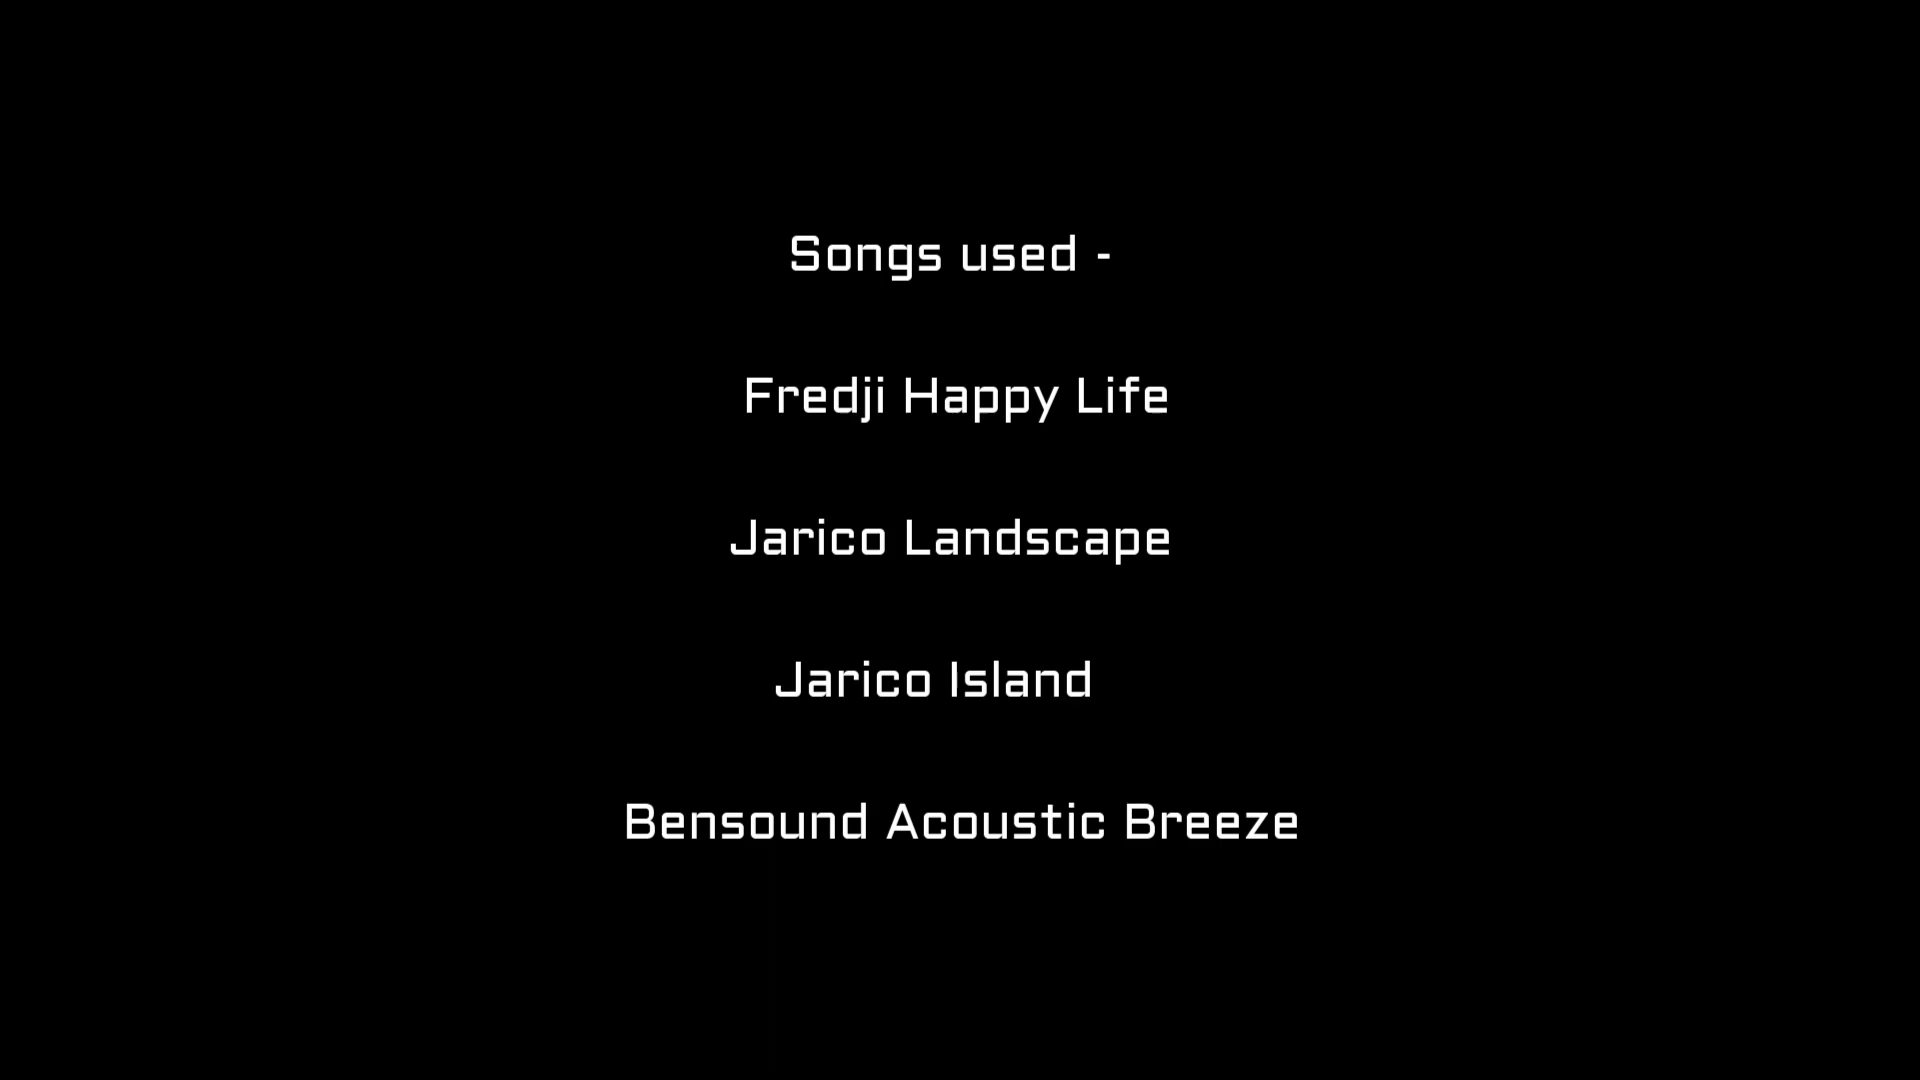 Songs used -
Fredji Happy Life
Jarico Landscape
Jarico Island
Bensound Acoustic Breeze